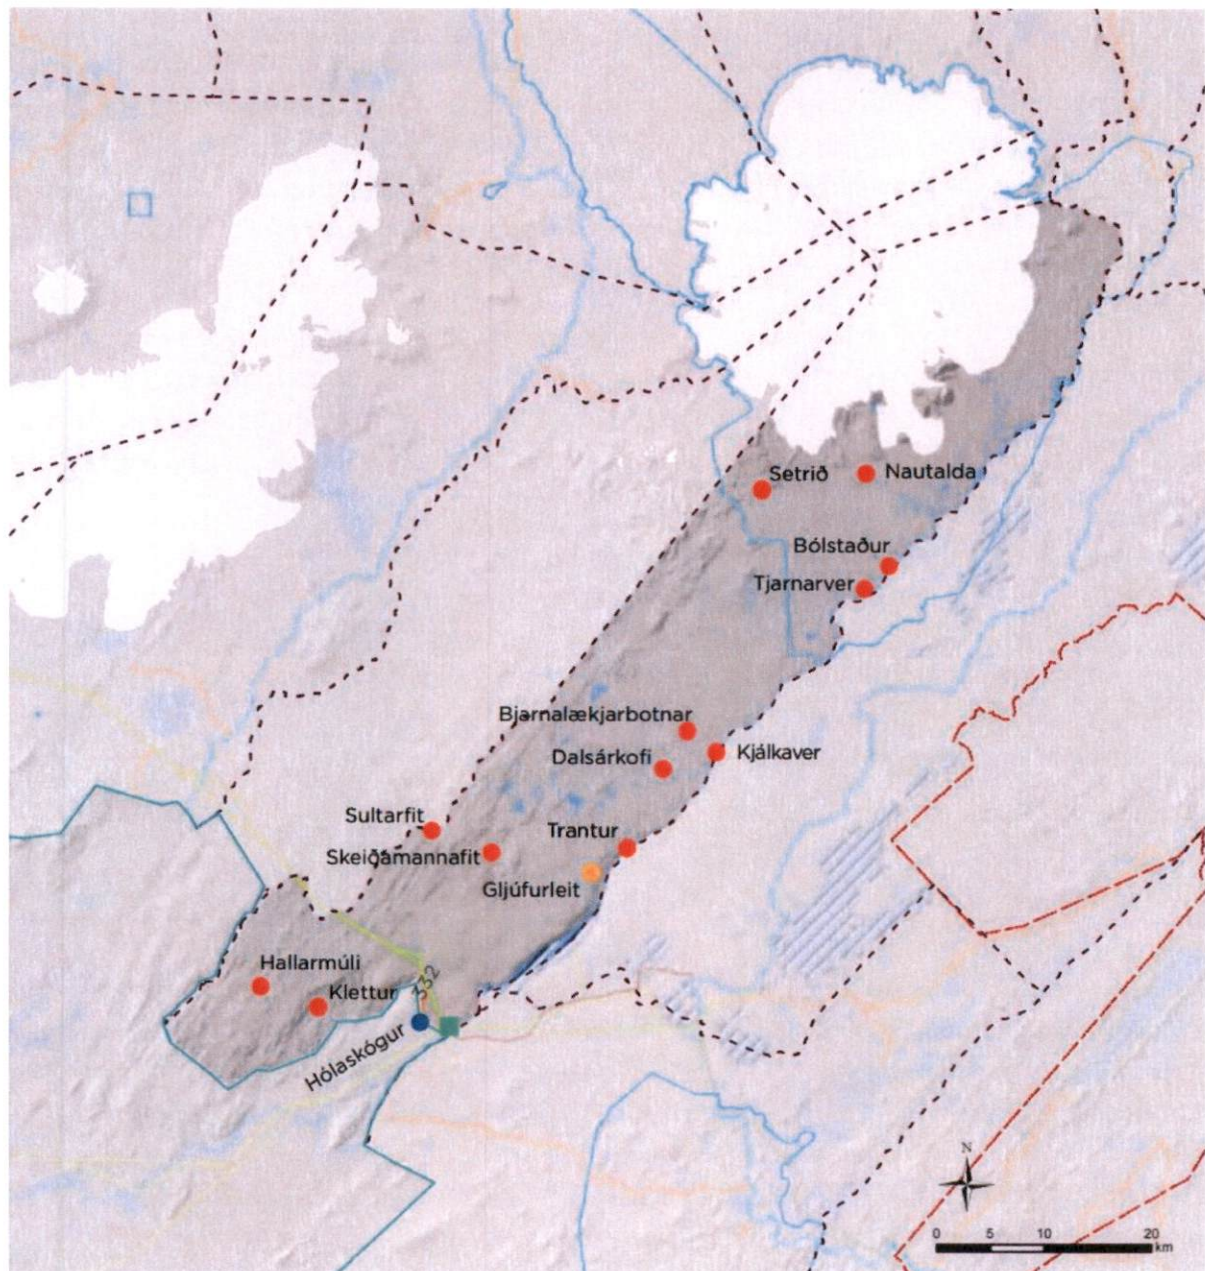 Setrið
Nautalda
Bólstaður
Tjarnarver
Bjarnalækjarbotnar
Kjálkaver
Dalsárkofi
Sultarfit
Trantur
Skeiðamannafit
Gljúfurleit
Hallarmúli
332
Klettur
Hólaskógur
N
0 5 10 20
km